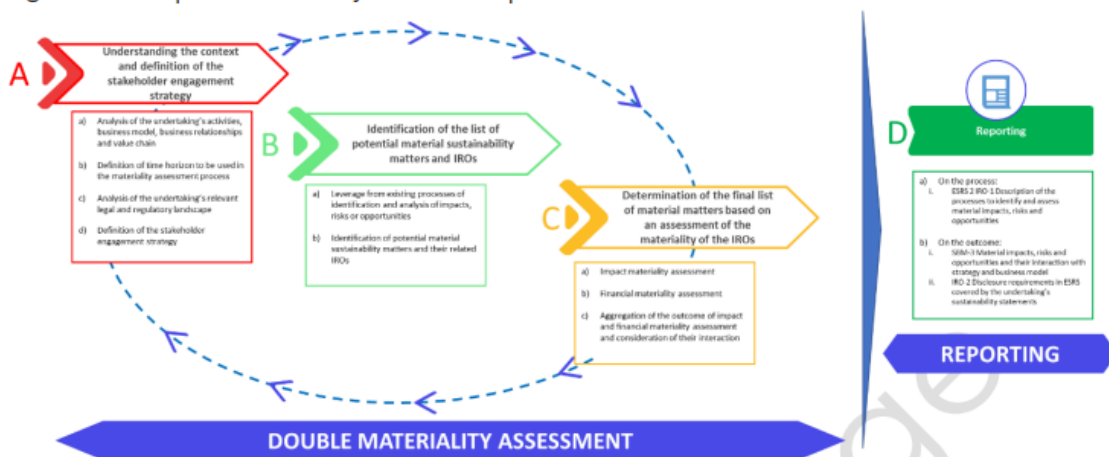 A
Understanding the context
and definition of the
stakeholder engagement
strategy
a) Analysis of the undertaking's activities,
business model, business relationships
and value chain
b) Definition of time horizon to be used in
the materiality assessment process
c) Analysis of the undertaking's relevant
legal and regulatory landscape
d) Definition of the stakeholder
engagement strategy
B
Identification of the list of
potential material sustainability
matters and IROs
a) Leverage from existing processes of
identification and analysis of impacts,
risks or opportunities
b) Identification of potential material
sustainability matters and their related
IROs
C
Determination of the final list
of material matters based on
an assessment of the
materiality of the IROs
a) Impact materiality assessment
b) Financial materiality assessment
c) Aggregation of the outcome of impact
and financial materiality assessment
and consideration of their interaction
DOUBLE MATERIALITY ASSESSMENT
D
Reporting
a) On the process:
i. ESRS 2 IRO-1 Description of the
processes to identify and assess
material impacts, risks and
opportunities
b) On the outcome:
i. SBM-3 Material impacts, risks and
opportunities and their interaction with
strategy and business model
ii. IRO-2 Disclosure requirements in ESRS
covered by the undertaking's
sustainability statements
REPORTING